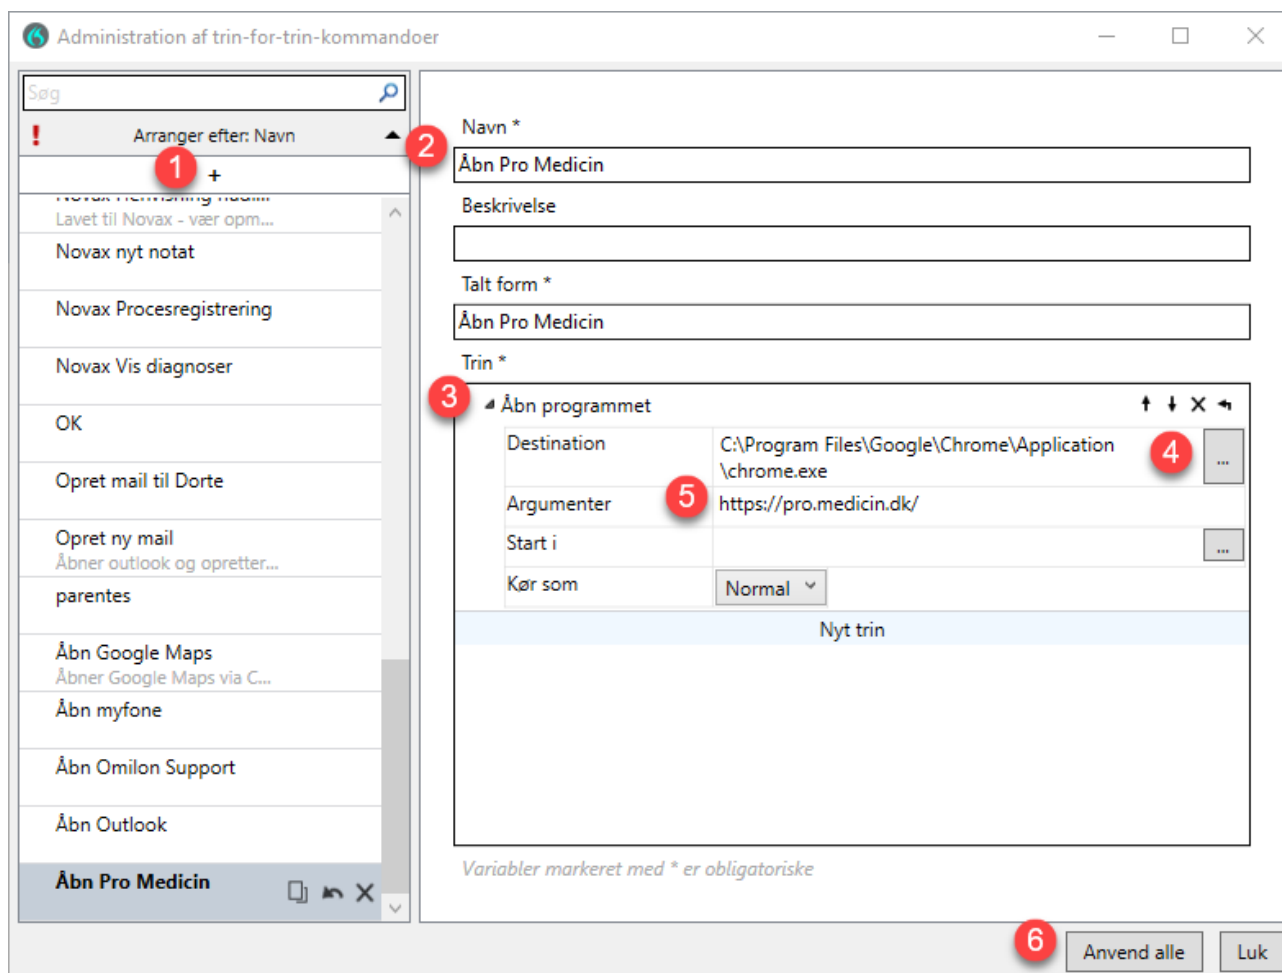 Administration af trin-for-trin-kommandoer
Søg
! Arranger efter: Navn
1
+
Lavet til Novax - vær opm...
Novax nyt notat
Novax Procesregistrering
Novax Vis diagnoser
OK
Opret mail til Dorte
Opret ny mail
Åbner outlook og opretter...
parentes
Åbn Google Maps
Åbner Google Maps via C...
Åbn myfone
Åbn Omilon Support
Åbn Outlook
Åbn Pro Medicin
2
Navn *
Åbn Pro Medicin
Beskrivelse
Talt form *
Åbn Pro Medicin
Trin *
3
Åbn programmet
Destination C:\Program Files\Google\Chrome\Application
\chrome.exe
4
...
Argumenter 5 https://pro.medicin.dk/
Start i ...
Kør som Normal
Nyt trin
Variabler markeret med * er obligatoriske
6
Anvend alle Luk